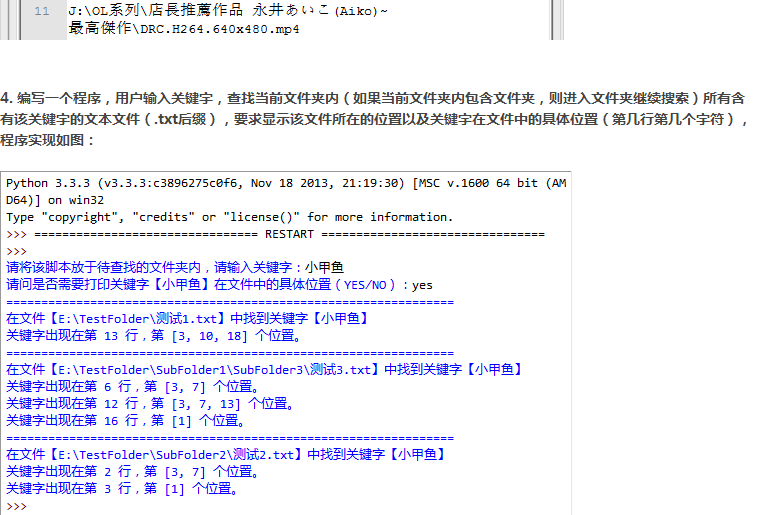 11 J:\OL系列\店長推薦作品 永井あいこ(Aiko)~
最高傑作\DRC.H264.640x480.mp4
4. 编写一个程序，用户输入关键字，查找当前文件夹内（如果当前文件夹内包含文件夹，则进入文件夹继续搜索）所有含
有该关键字的文本文件（.txt后缀），要求显示该文件所在的位置以及关键字在文件中的具体位置（第几行第几个字符），
程序实现如图：
Python 3.3.3 (v3.3.3:c3896275c0f6, Nov 18 2013, 21:19:30) [MSC v.1600 64 bit (AM
D64)] on win32
Type "copyright", "credits" or "license()" for more information.
>>> ================================ RESTART ================================
>>>
请将该脚本放于待查找的文件夹内，请输入关键字：小甲鱼
请问是否需要打印关键字【小甲鱼】在文件中的具体位置（YES/NO）：yes
================================================================
在文件【E:\TestFolder\测试1.txt】中找到关键字【小甲鱼】
关键字出现在第 13 行，第 [3, 10, 18] 个位置。
================================================================
在文件【E:\TestFolder\SubFolder1\SubFolder3\测试3.txt】中找到关键字【小甲鱼】
关键字出现在第 6 行，第 [3, 7] 个位置。
关键字出现在第 12 行，第 [3, 7, 13] 个位置。
关键字出现在第 16 行，第 [1] 个位置。
================================================================
在文件【E:\TestFolder\SubFolder2\测试2.txt】中找到关键字【小甲鱼】
关键字出现在第 2 行，第 [3, 7] 个位置。
关键字出现在第 3 行，第 [1] 个位置。
>>>